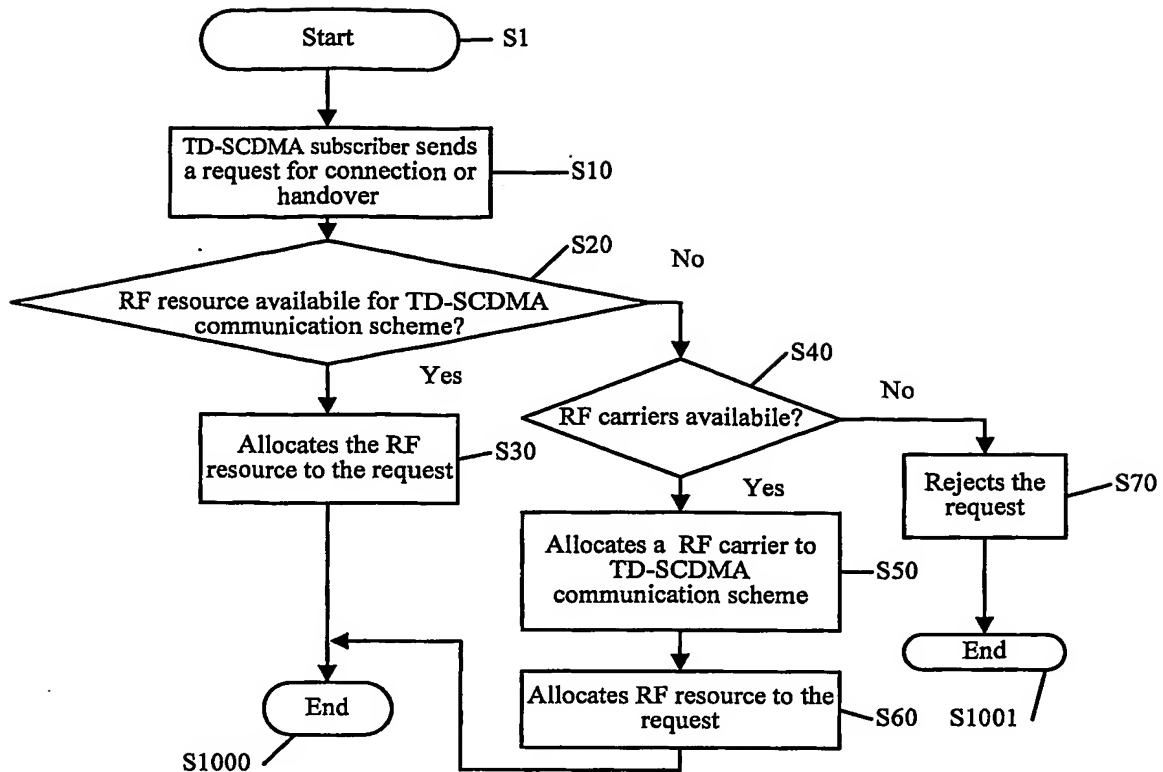 Start
S1
TD-SCDMA subscriber sends
a request for connection or
handover
S10
S20
No
RF resource availabile for TD-SCDMA
communication scheme?
Yes
S40
No
RF carriers availabile?
Allocates the RF
resource to the request
S30
Yes
Rejects the
request
S70
Allocates a RF carrier to
TD-SCDMA
communication scheme
S50
End
S1001
Allocates RF resource to the
request
S60
End
S1000